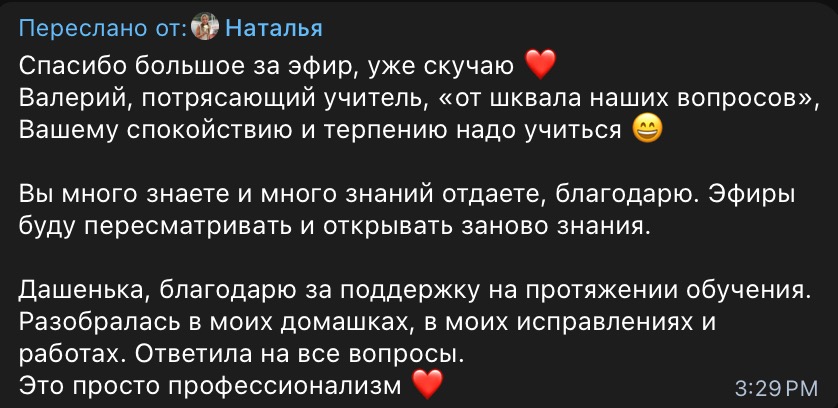 Переслано от: Наталья
Спасибо большое за эфир, уже скучаю ❤️
Валерий, потрясающий учитель, «от шквала наших вопросов»,
Вашему спокойствию и терпению надо учиться 😄
Вы много знаете и много знаний отдаете, благодарю. Эфиры
буду пересматривать и открывать заново знания.
Дашенька, благодарю за поддержку на протяжении обучения.
Разобралась в моих домашках, в моих исправлениях и
работах. Ответила на все вопросы.
Это просто профессионализм ❤️
3:29 PM